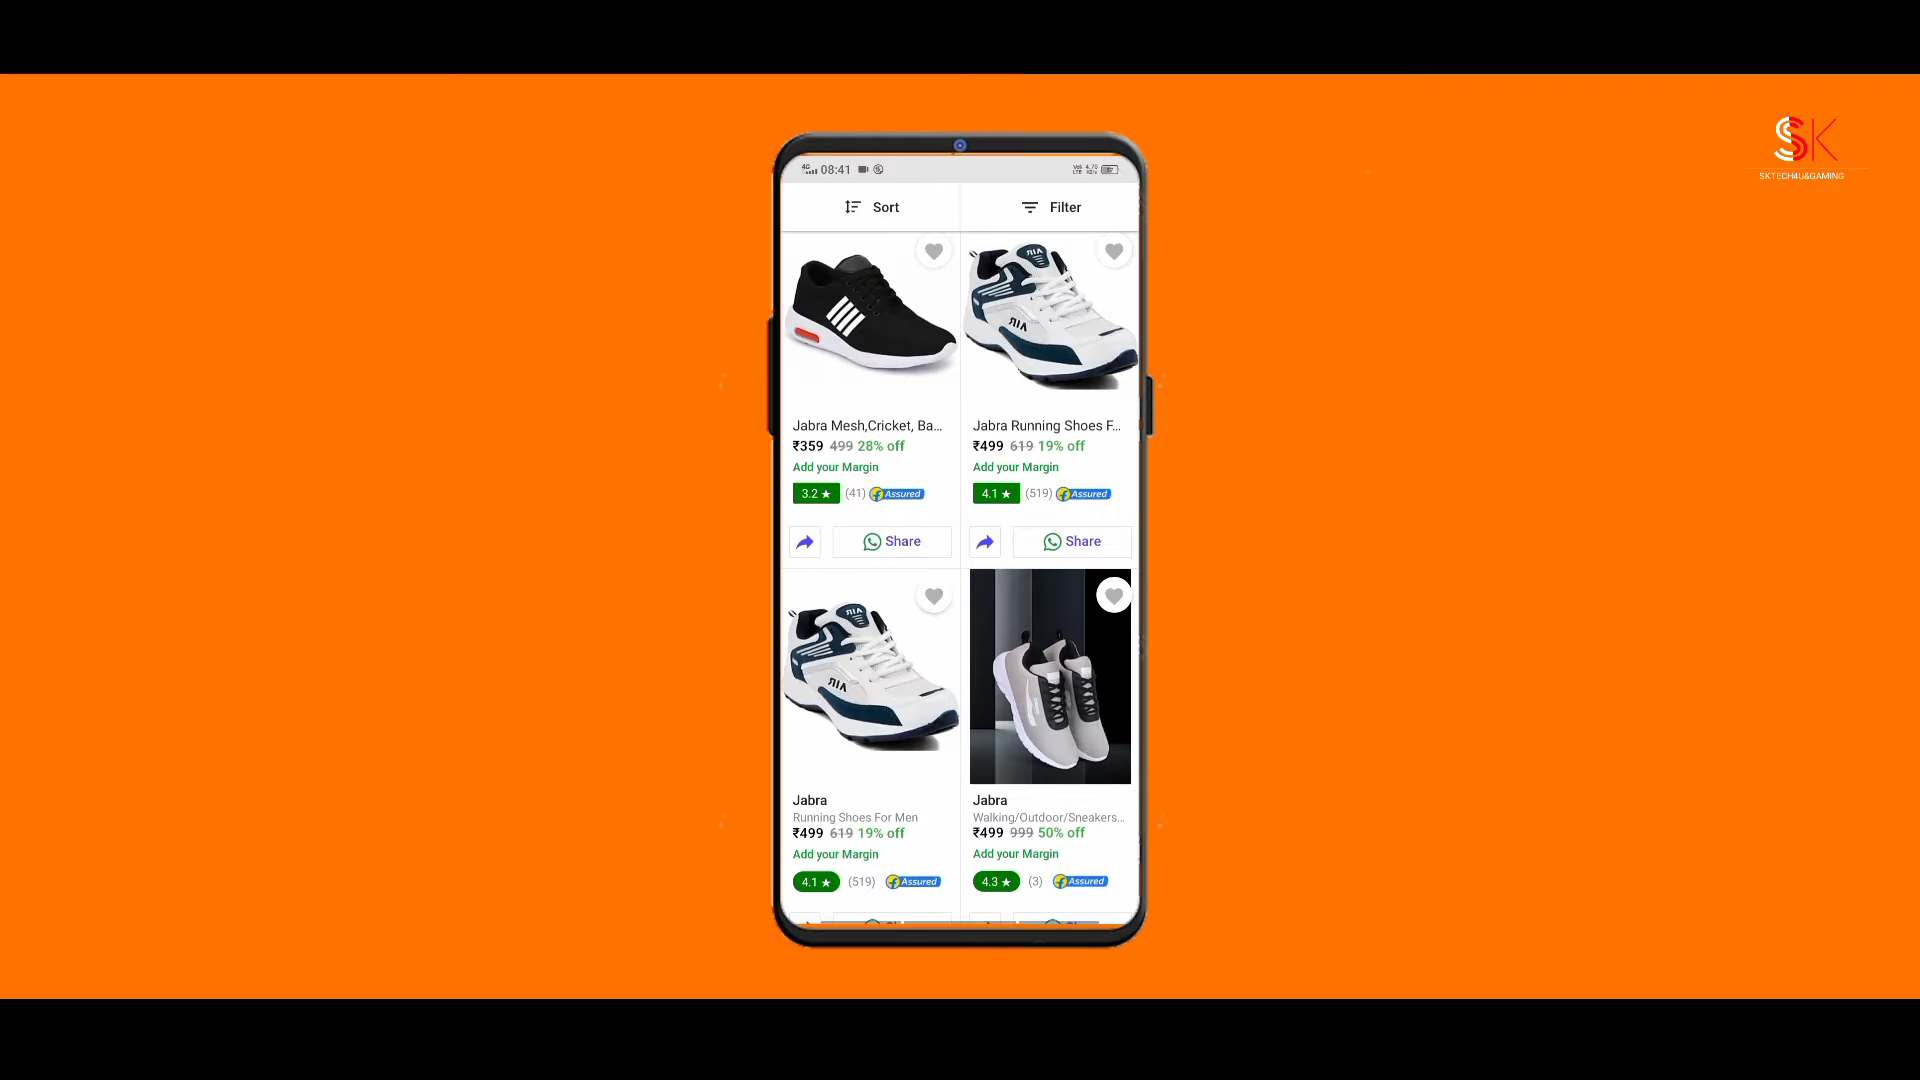 SK
SKTECH4U&GAMING
4G 08:41
Sort Filter
Jabra Mesh,Cricket, Ba... Jabra Running Shoes F...
₹359 499 28% off ₹499 619 19% off
Add your Margin Add your Margin
3.2 ★ (41) f Assured 4.1 ★ (519) f Assured
Share Share
Jabra Jabra
Running Shoes For Men Walking/Outdoor/Sneakers...
₹499 619 19% off ₹499 999 50% off
Add your Margin Add your Margin
4.1 ★ (519) f Assured 4.3 ★ (3) f Assured